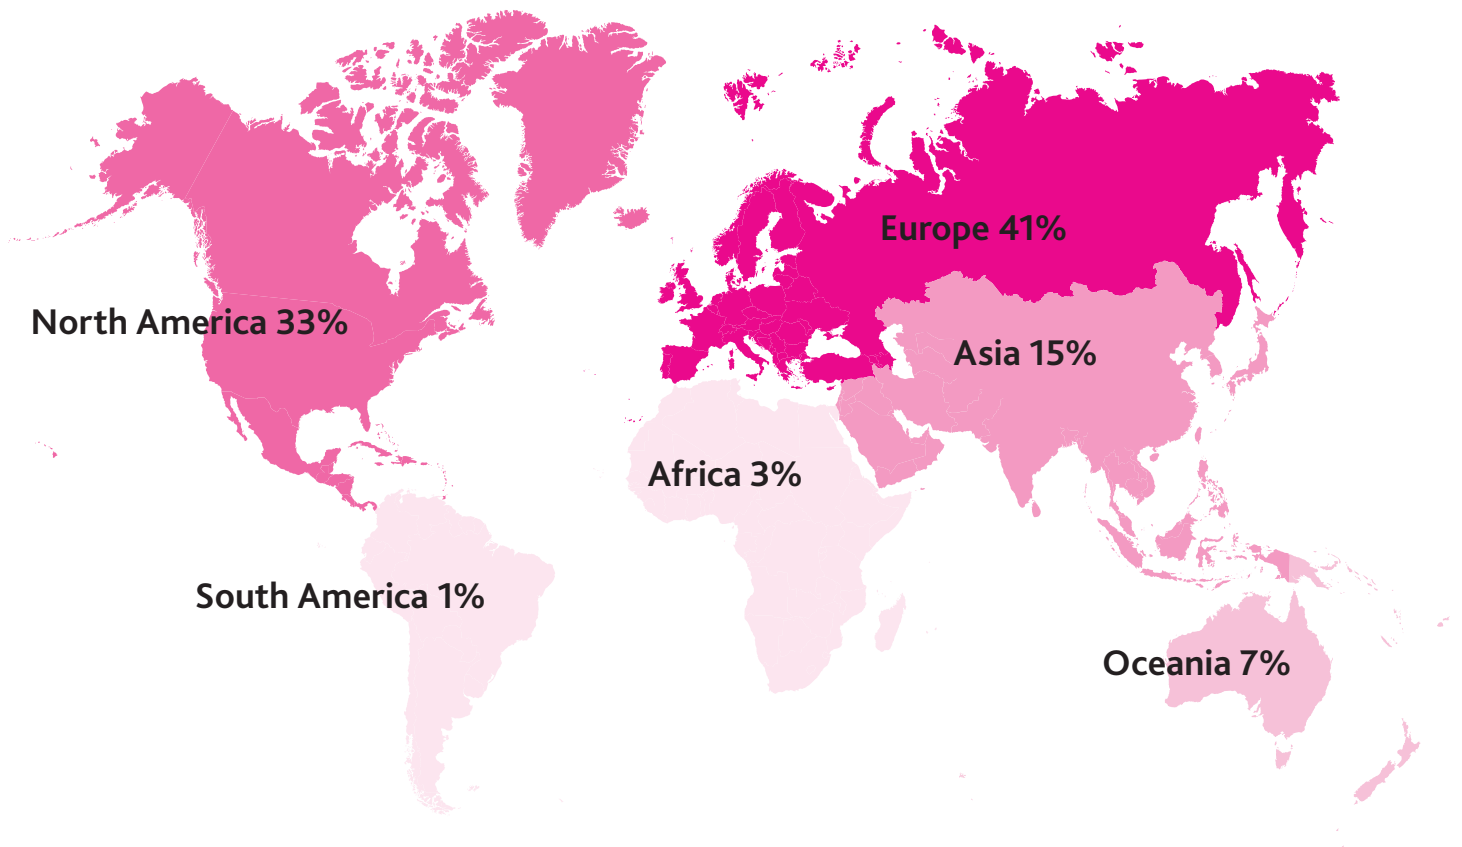 Europe 41%
North America 33%
Asia 15%
Africa 3%
South America 1%
Oceania 7%